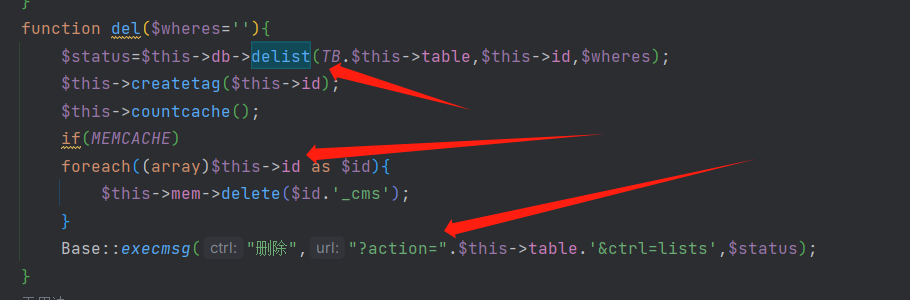 }
function del($wheres=''){
$status=$this->db->delist(TB.$this->table,$this->id,$wheres);
$this->createtag($this->id);
$this->countcache();
if(MEMCACHE)
foreach((array)$this->id as $id){
$this->mem->delete($id.'_cms');
}
Base::execmsg( ctrl: "删除", url: "?action=".$this->table.'&ctrl=lists',$status);
}